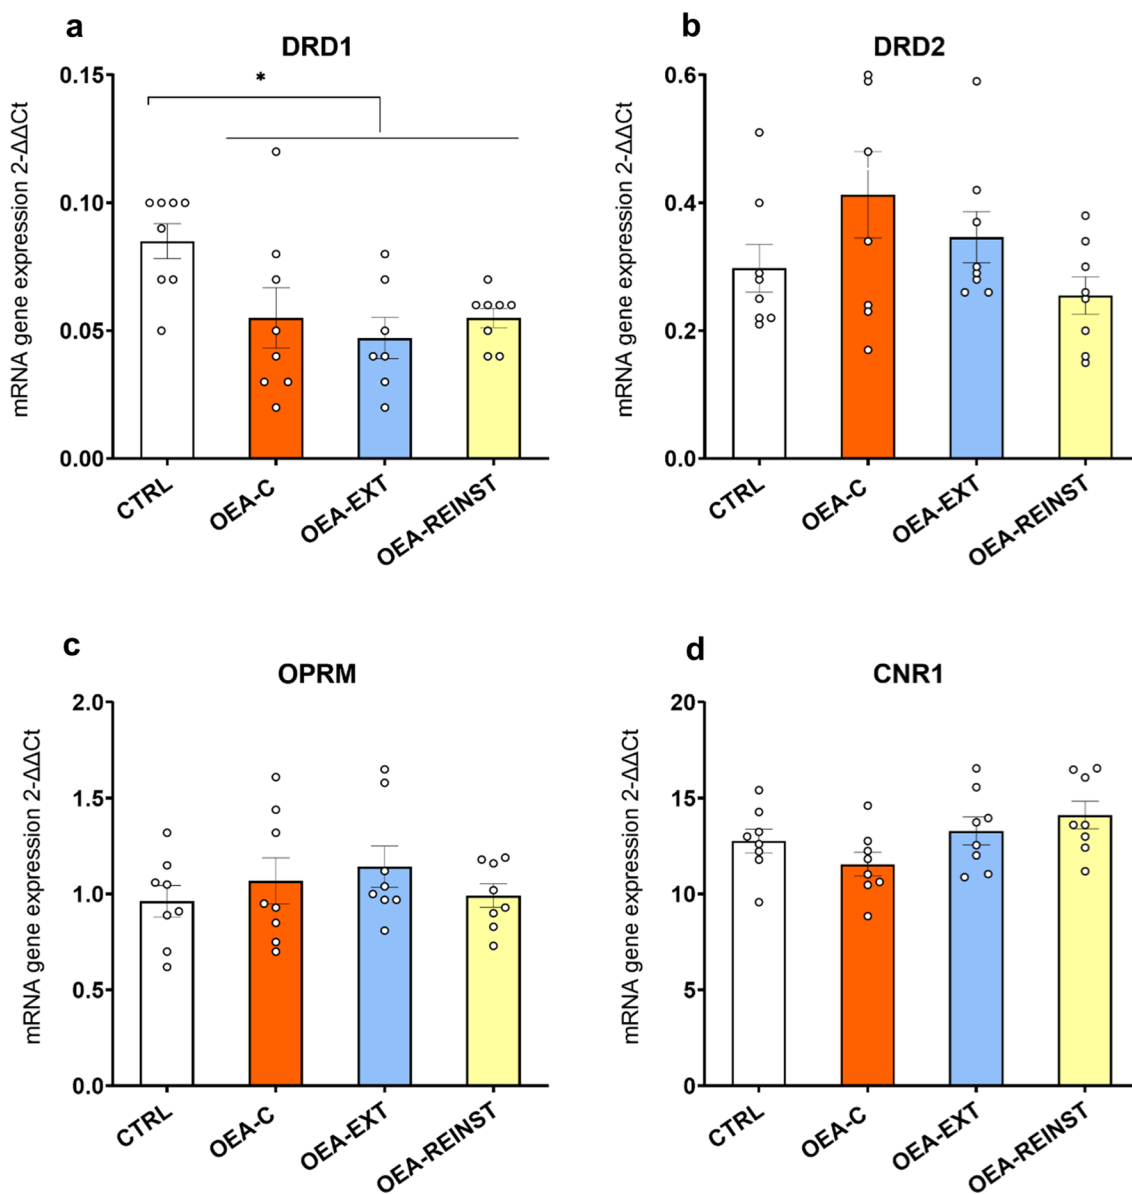 a
DRD1
mRNA gene expression 2-ΔΔCt
0.15
0.10
0.05
0.00
*
CTRL
OEA-C
OEA-EXT
OEA-REINST
b
DRD2
mRNA gene expression 2-ΔΔCt
0.6
0.4
0.2
0.0
CTRL
OEA-C
OEA-EXT
OEA-REINST
c
OPRM
mRNA gene expression 2-ΔΔCt
2.0
1.5
1.0
0.5
0.0
CTRL
OEA-C
OEA-EXT
OEA-REINST
d
CNR1
mRNA gene expression 2-ΔΔCt
20
15
10
5
0
CTRL
OEA-C
OEA-EXT
OEA-REINST